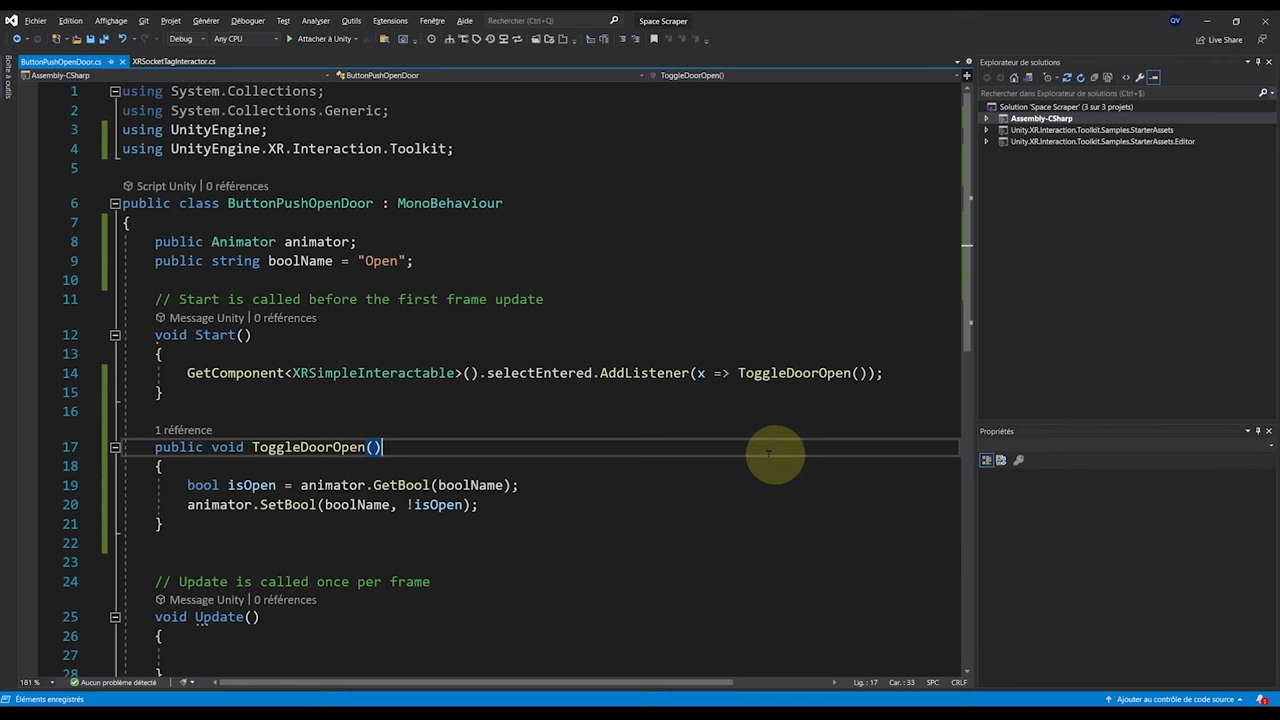 Fichier Edition Affichage Git Projet Générer Déboguer Test Analyser Outils Extensions Fenêtre Aide Rechercher (Ctrl+Q) Space Scraper QV
Debug Any CPU Attacher à Unity Live Share
Boîte à outils
ButtonPushOpenDoor.cs XRSocketTagInteractor.cs
Assembly-CSharp ButtonPushOpenDoor ToggleDoorOpen()
1 using System.Collections;
2 using System.Collections.Generic;
3 using UnityEngine;
4 using UnityEngine.XR.Interaction.Toolkit;
5
Script Unity | 0 références
6 public class ButtonPushOpenDoor : MonoBehaviour
7 {
8 public Animator animator;
9 public string boolName = "Open";
10
11 // Start is called before the first frame update
Message Unity | 0 références
12 void Start()
13 {
14 GetComponent<XRSimpleInteractable>().selectEntered.AddListener(x => ToggleDoorOpen());
15 }
16
1 référence
17 public void ToggleDoorOpen()
18 {
19 bool isOpen = animator.GetBool(boolName);
20 animator.SetBool(boolName, !isOpen);
21 }
22
23
24 // Update is called once per frame
Message Unity | 0 références
25 void Update()
26 {
27
28 }
181 % Aucun problème détecté Lig. : 17 Car. : 33 SPC CRLF
Explorateur de solutions
Rechercher dans Explorateur de solutions (Ctrl+$)
Solution 'Space Scraper' (3 sur 3 projets)
Assembly-CSharp
Unity.XR.Interaction.Toolkit.Samples.StarterAssets
Unity.XR.Interaction.Toolkit.Samples.StarterAssets.Editor
Propriétés
Éléments enregistrés Ajouter au contrôle de code source 1